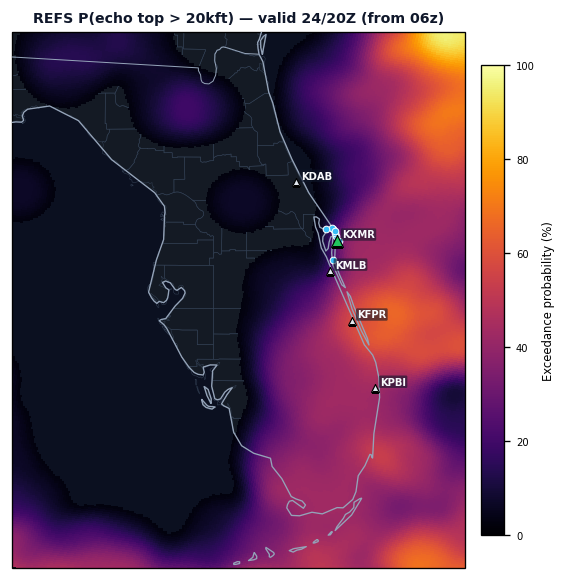 REFS P(echo top > 20kft) — valid 24/20Z (from 06z)
KDAB
KXMR
KMLB
KFPR
KPBI
100
80
60
40
20
0
Exceedance probability (%)